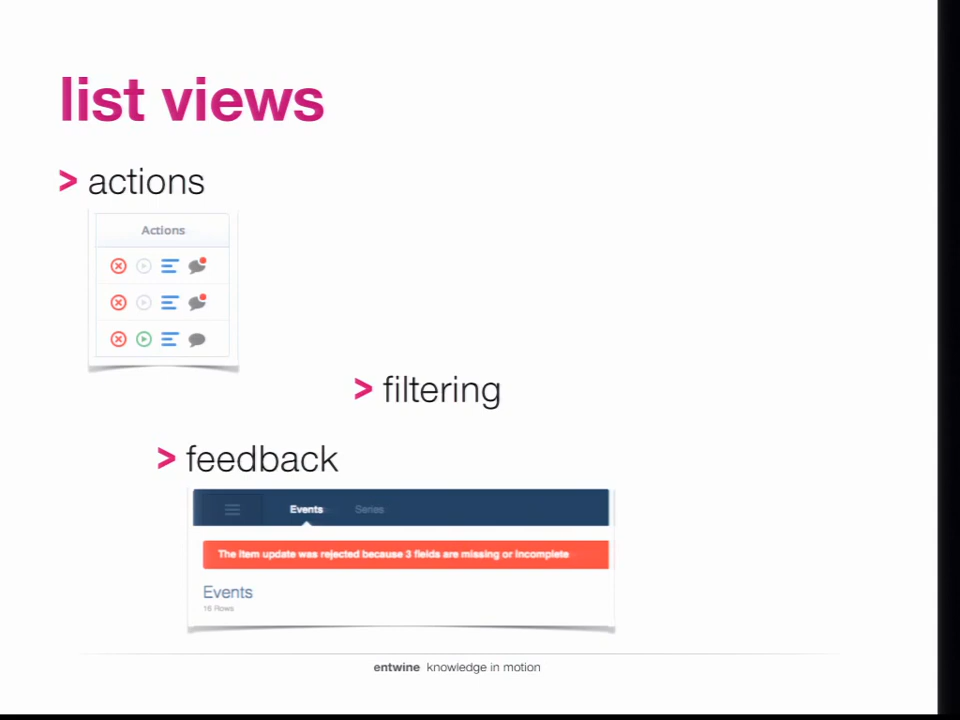 list views
> actions
Actions
> filtering
> feedback
Events Series
The item update was rejected because 3 fields are missing or incomplete
Events
16 Rows
entwine knowledge in motion